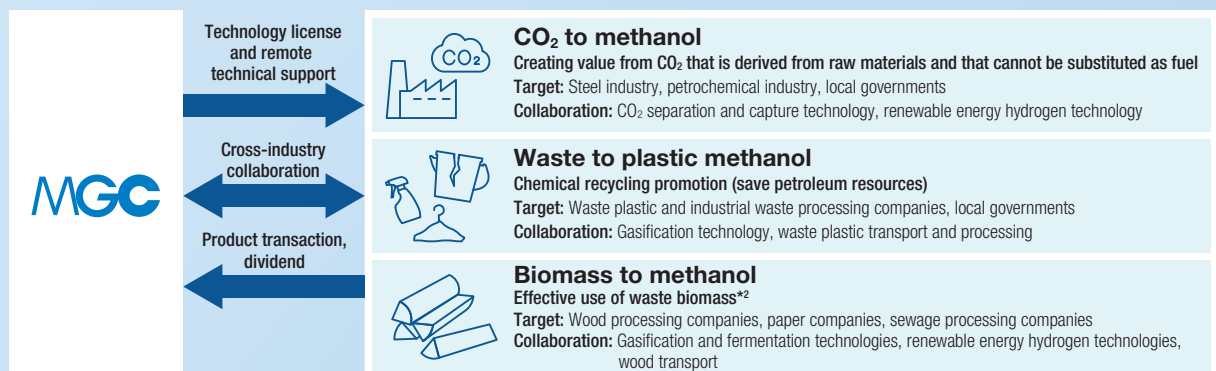 MGC
Technology license
and remote
technical support
Cross-industry
collaboration
Product transaction,
dividend
CO₂
CO₂ to methanol
Creating value from CO₂ that is derived from raw materials and that cannot be substituted as fuel
Target: Steel industry, petrochemical industry, local governments
Collaboration: CO₂ separation and capture technology, renewable energy hydrogen technology
Waste to plastic methanol
Chemical recycling promotion (save petroleum resources)
Target: Waste plastic and industrial waste processing companies, local governments
Collaboration: Gasification technology, waste plastic transport and processing
Biomass to methanol
Effective use of waste biomass*²
Target: Wood processing companies, paper companies, sewage processing companies
Collaboration: Gasification and fermentation technologies, renewable energy hydrogen technologies,
wood transport